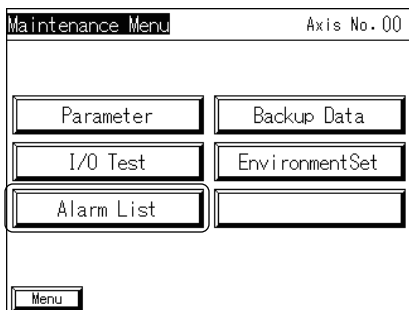 Maintenance Menu Axis No.00
Parameter Backup Data
I/O Test EnvironmentSet
Alarm List
Menu